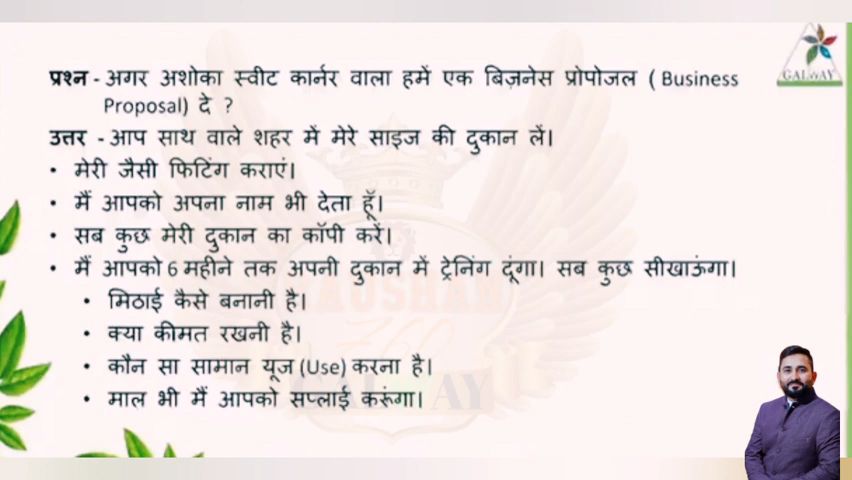 प्रश्न - अगर अशोका स्वीट कार्नर वाला हमें एक बिज़नेस प्रोपोजल ( Business
Proposal) दे ?
उत्तर - आप साथ वाले शहर में मेरे साइज की दुकान लें।
• मेरी जैसी फिटिंग कराएं।
• मैं आपको अपना नाम भी देता हूँ।
• सब कुछ मेरी दुकान का कॉपी करें।
• मैं आपको 6 महीने तक अपनी दुकान में ट्रेनिंग दूंगा। सब कुछ सीखाऊंगा।
• मिठाई कैसे बनानी है।
• क्या कीमत रखनी है।
• कौन सा सामान यूज (Use) करना है।
• माल भी मैं आपको सप्लाई करूंगा।
GALWAY
GALWAY